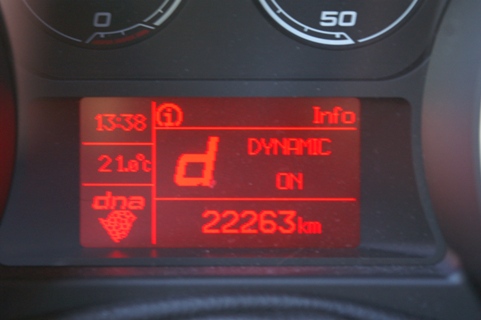 0
50
13:38
i Info
21.0°C
d DYNAMIC
ON
dna
22263km